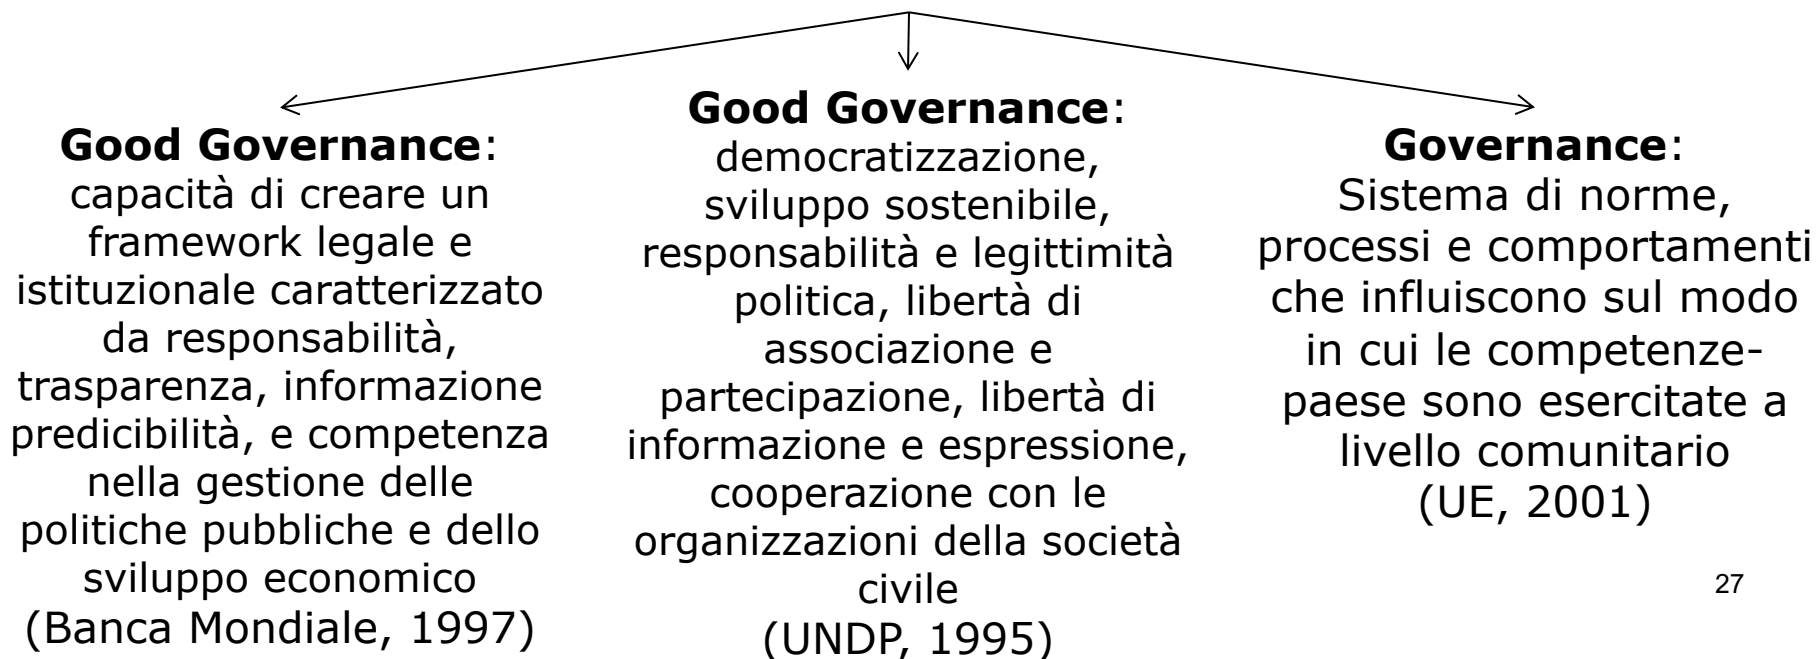 Good Governance:
capacità di creare un
framework legale e
istituzionale caratterizzato
da responsabilità,
trasparenza, informazione
predicibilità, e competenza
nella gestione delle
politiche pubbliche e dello
sviluppo economico
(Banca Mondiale, 1997)
Good Governance:
democratizzazione,
sviluppo sostenibile,
responsabilità e legittimità
politica, libertà di
associazione e
partecipazione, libertà di
informazione e espressione,
cooperazione con le
organizzazioni della società
civile
(UNDP, 1995)
Governance:
Sistema di norme,
processi e comportamenti
che influiscono sul modo
in cui le competenze-
paese sono esercitate a
livello comunitario
(UE, 2001)
27